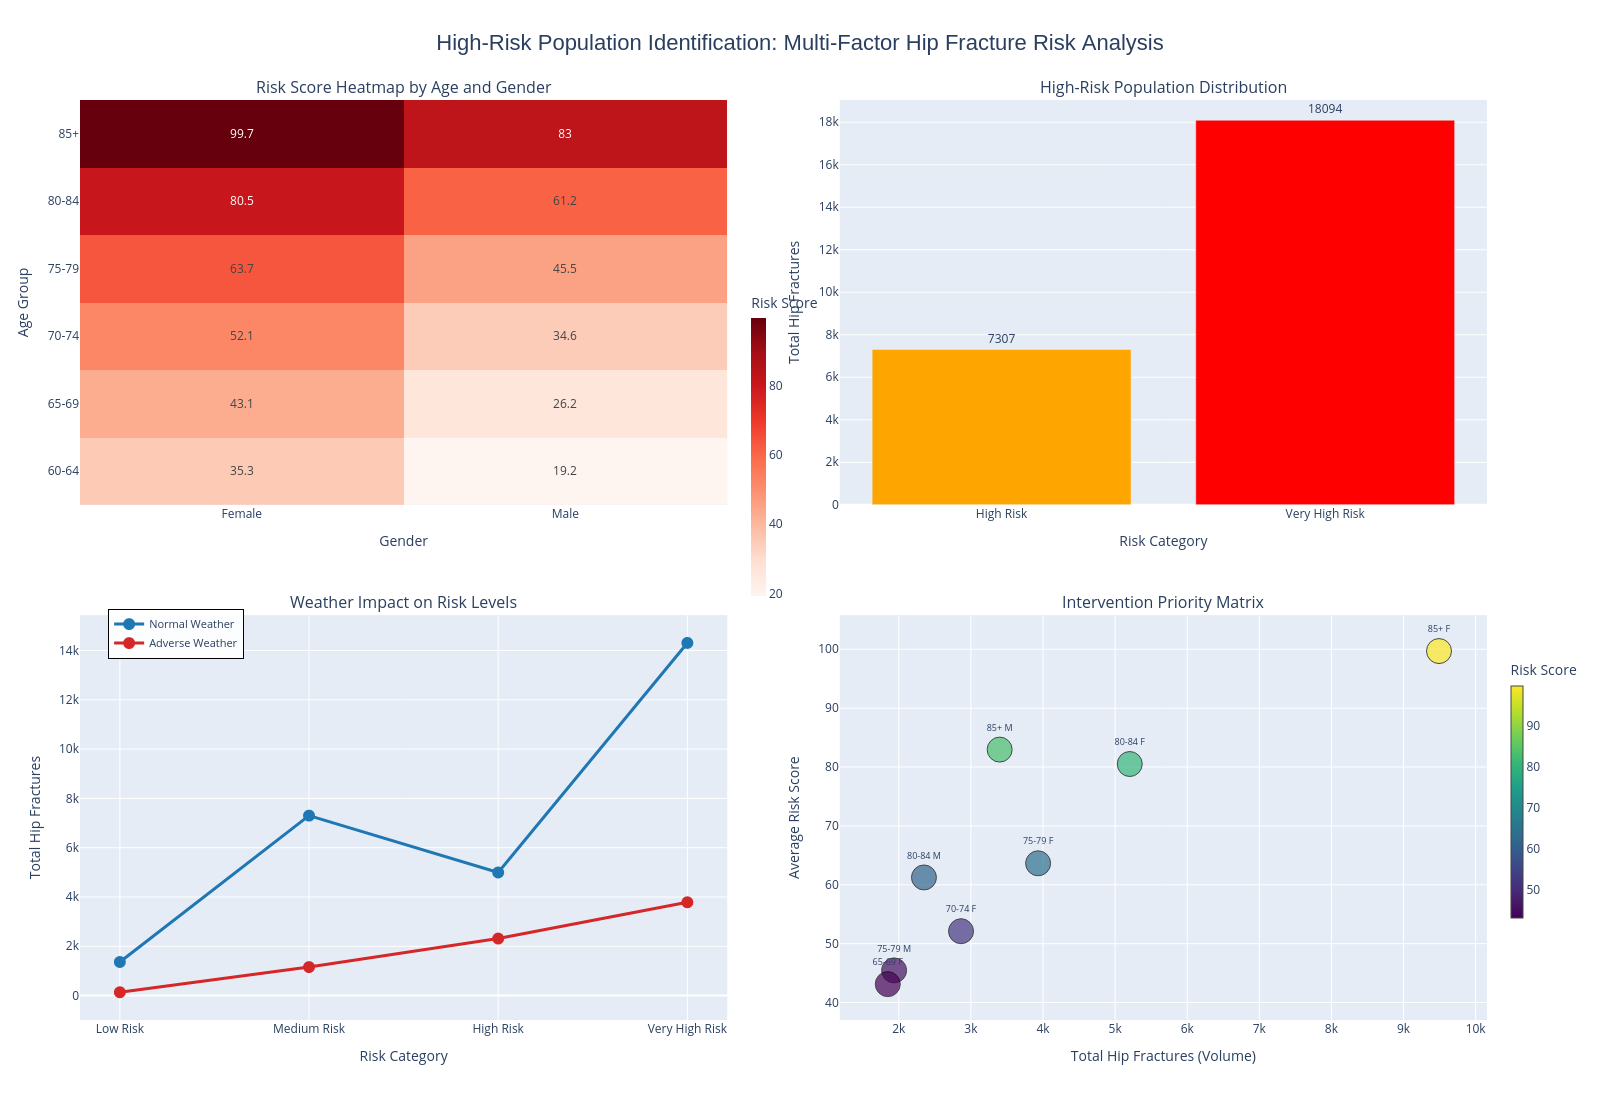 High-Risk Population Identification: Multi-Factor Hip Fracture Risk Analysis
Risk Score Heatmap by Age and Gender
Age Group
85+
99.7
83
80-84
80.5
61.2
75-79
63.7
45.5
70-74
52.1
34.6
65-69
43.1
26.2
60-64
35.3
19.2
Female
Male
Gender
Risk Score
80
60
40
20
High-Risk Population Distribution
Total Hip Fractures
18k
16k
14k
12k
10k
8k
6k
4k
2k
0
7307
18094
High Risk
Very High Risk
Risk Category
Weather Impact on Risk Levels
Normal Weather
Adverse Weather
Total Hip Fractures
14k
12k
10k
8k
6k
4k
2k
0
Low Risk
Medium Risk
High Risk
Very High Risk
Risk Category
Intervention Priority Matrix
Average Risk Score
100
90
80
70
60
50
40
85+ F
85+ M
80-84 F
75-79 F
80-84 M
70-74 F
75-79 M
65-69 F
2k
3k
4k
5k
6k
7k
8k
9k
10k
Total Hip Fractures (Volume)
Risk Score
90
80
70
60
50